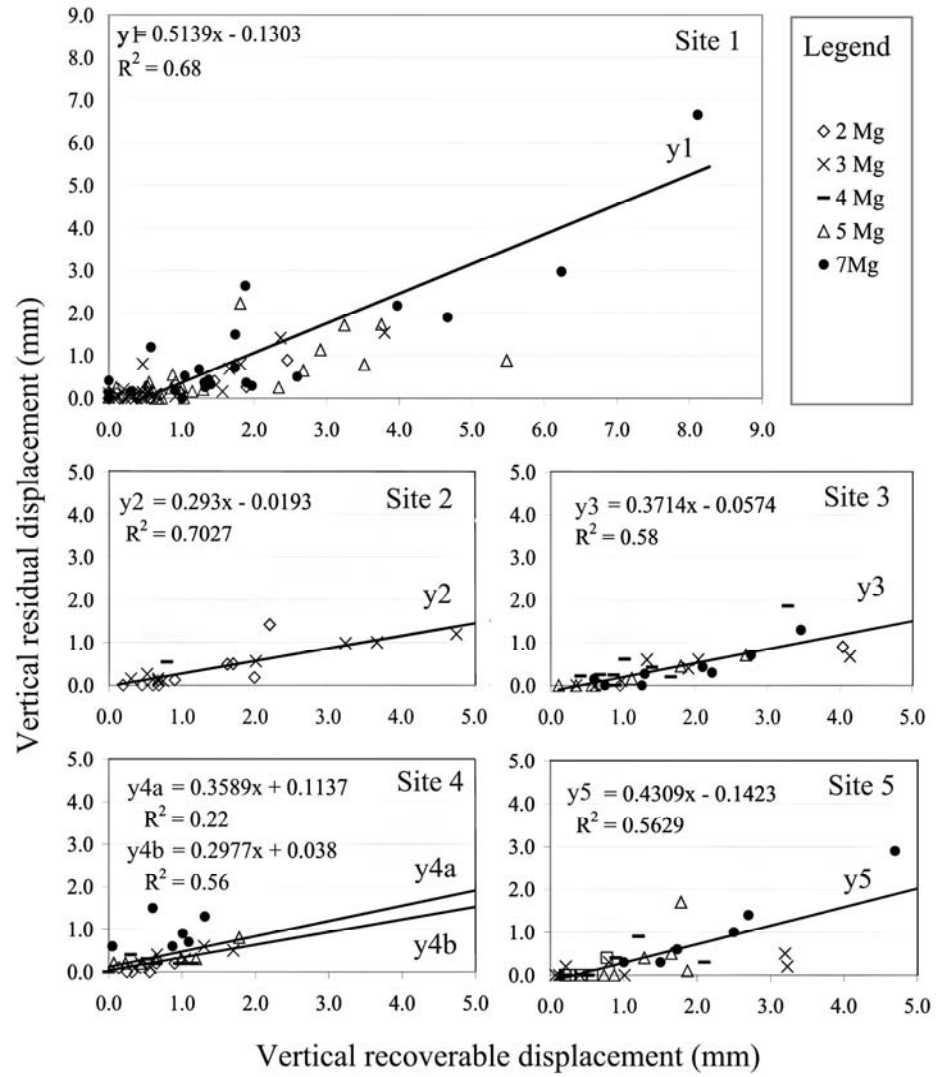 9.0
8.0
7.0
6.0
5.0
4.0
3.0
2.0
1.0
0.0
y1= 0.5139x - 0.1303
R² = 0.68
Site 1
y1
0.0 1.0 2.0 3.0 4.0 5.0 6.0 7.0 8.0 9.0
Legend
2 Mg
3 Mg
4 Mg
5 Mg
7Mg
Vertical residual displacement (mm)
5.0
4.0
3.0
2.0
1.0
0.0
y2 = 0.293x - 0.0193
R² = 0.7027
Site 2
y2
0.0 1.0 2.0 3.0 4.0 5.0
5.0
4.0
3.0
2.0
1.0
0.0
y3 = 0.3714x - 0.0574
R² = 0.58
Site 3
y3
0.0 1.0 2.0 3.0 4.0 5.0
5.0
4.0
3.0
2.0
1.0
0.0
y4a = 0.3589x + 0.1137
R² = 0.22
y4b = 0.2977x + 0.038
R² = 0.56
Site 4
y4a
y4b
0.0 1.0 2.0 3.0 4.0 5.0
5.0
4.0
3.0
2.0
1.0
0.0
y5 = 0.4309x - 0.1423
R² = 0.5629
Site 5
y5
0.0 1.0 2.0 3.0 4.0 5.0
Vertical recoverable displacement (mm)